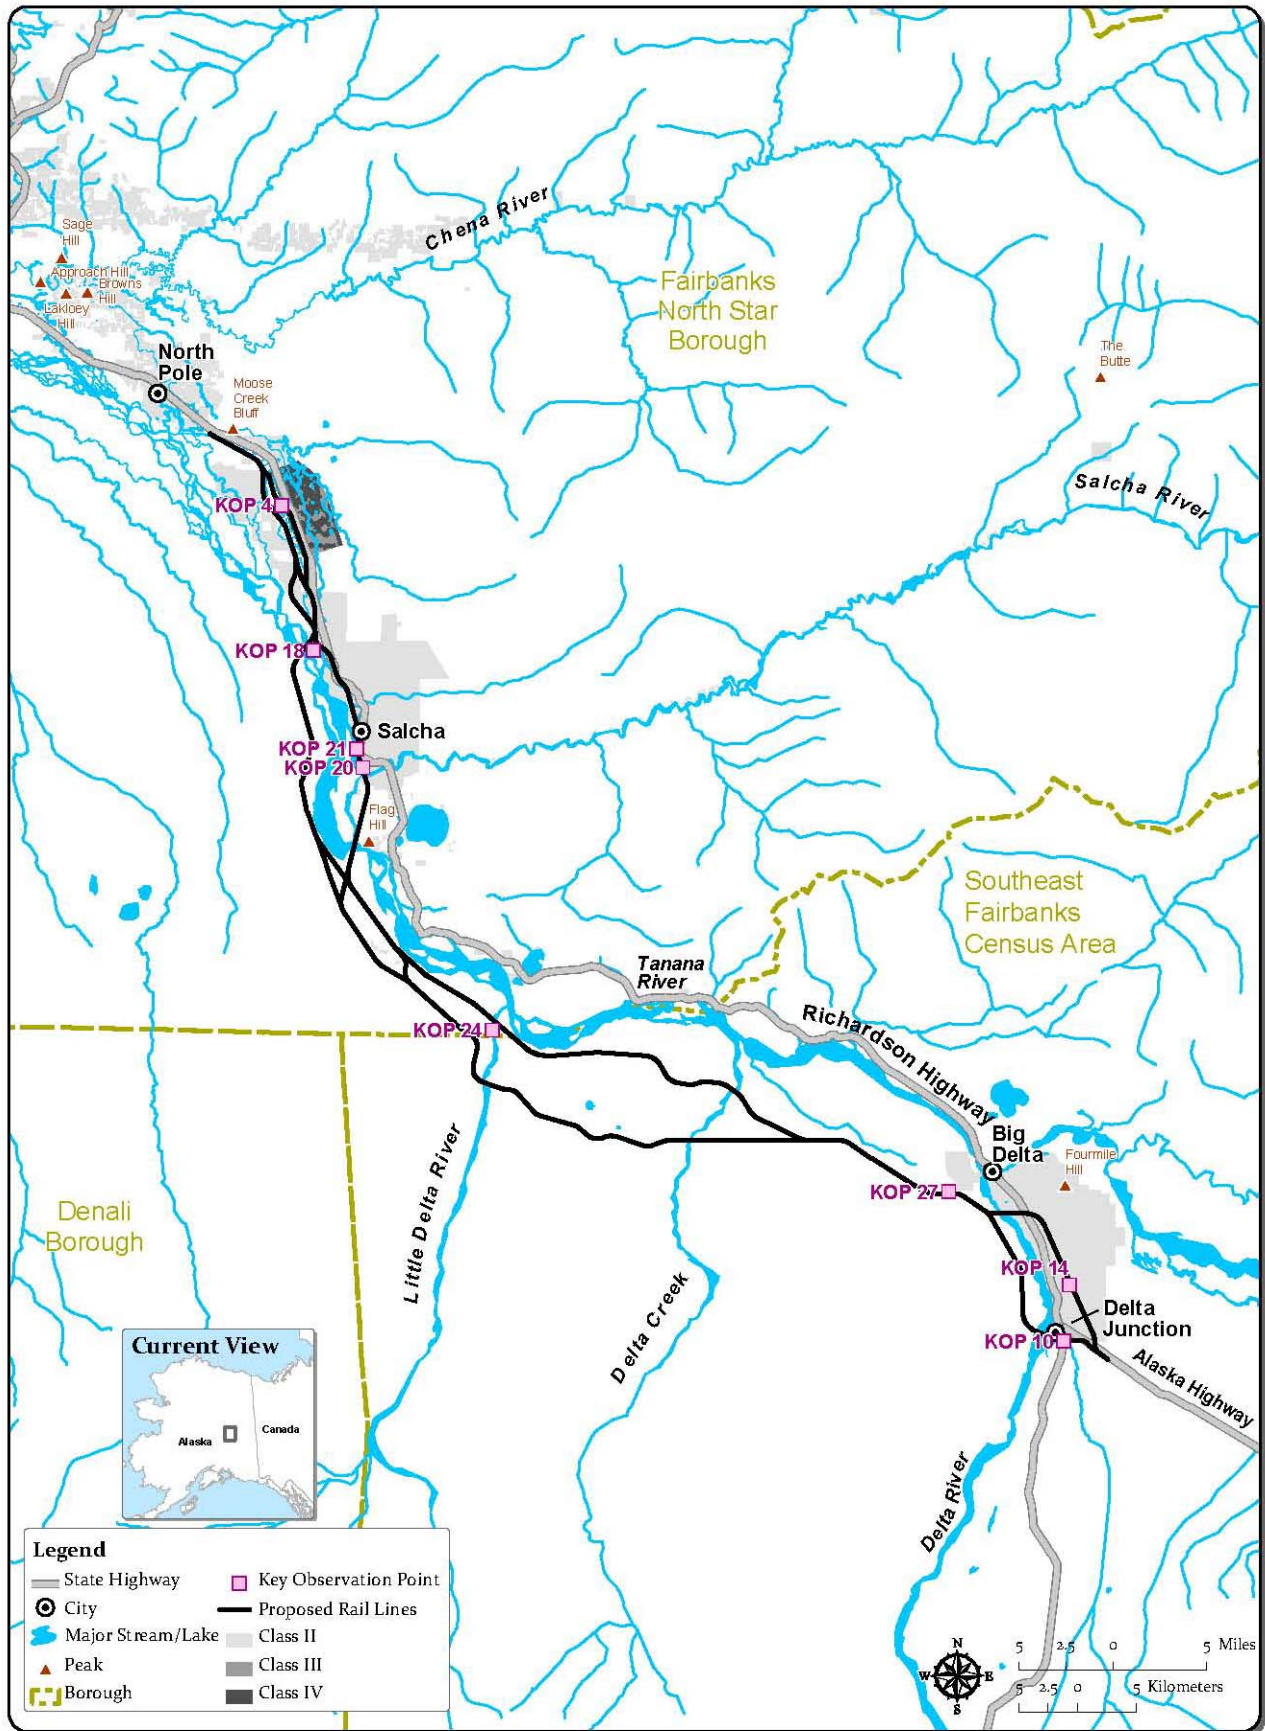 Chena River
Sage
Hill
Approach Hill
Browns
Hill
Lakloey
Hill
Fairbanks
North Star
Borough
North
Pole
The
Butte
Moose
Creek
Bluff
Salcha River
KOP 4
KOP 18
Salcha
KOP 21
KOP 20
Flag
Hill
Southeast
Fairbanks
Census Area
Tanana
River
Richardson Highway
KOP 24
Big
Delta
Fourmile
Hill
Little Delta River
KOP 27
Denali
Borough
KOP 14
Delta Creek
Delta
Junction
KOP 10
Alaska Highway
Current View
Alaska
Canada
Delta River
Legend
State Highway
City
Major Stream/Lake
Peak
Borough
Key Observation Point
Proposed Rail Lines
Class II
Class III
Class IV
N
W
E
S
5 2.5 0 5 Miles
5 2.5 0 5 Kilometers